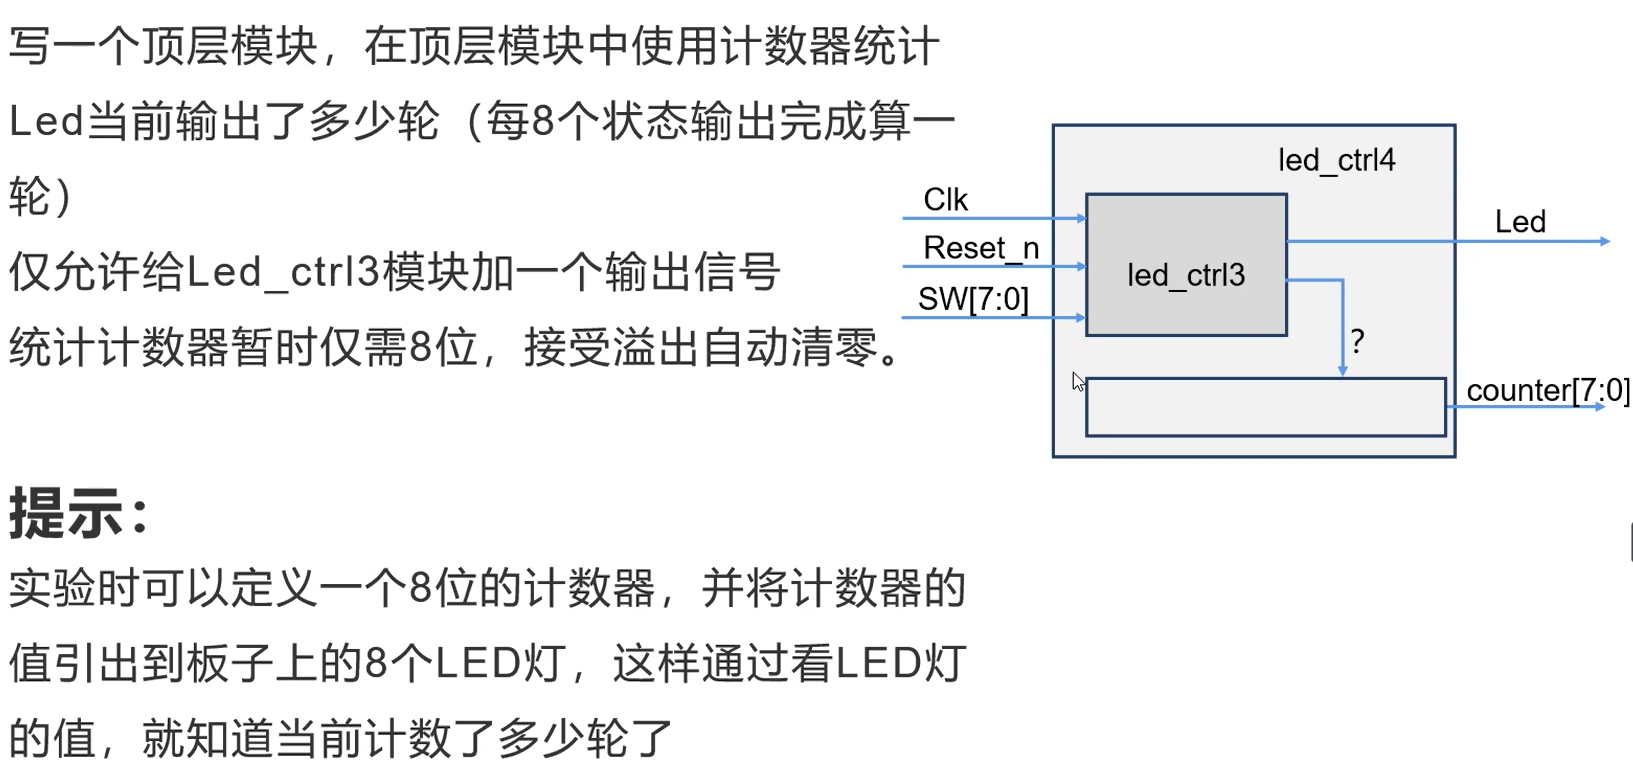 写一个顶层模块，在顶层模块中使用计数器统计
Led当前输出了多少轮（每8个状态输出完成算一
轮）
仅允许给Led_ctrl3模块加一个输出信号
统计计数器暂时仅需8位，接受溢出自动清零。
提示：
实验时可以定义一个8位的计数器，并将计数器的
值引出到板子上的8个LED灯，这样通过看LED灯
的值，就知道当前计数了多少轮了
led_ctrl4
Clk
Reset_n
SW[7:0]
led_ctrl3
Led
?
counter[7:0]